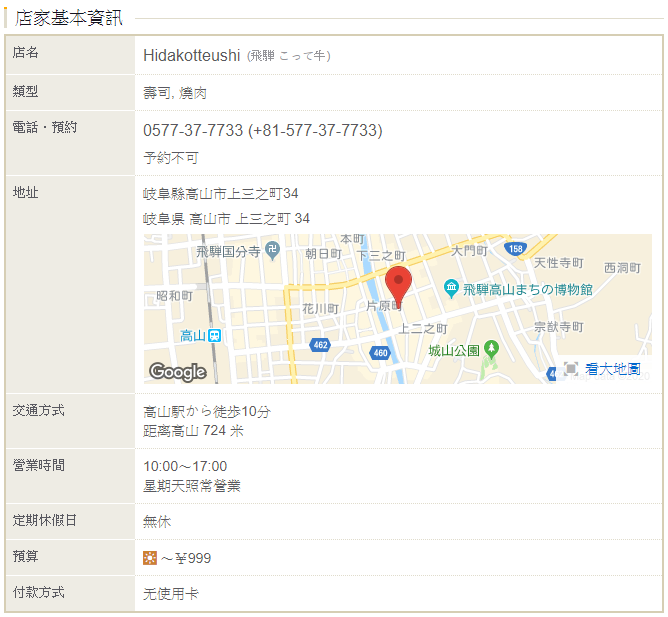 店家基本資訊
店名
Hidakotteushi (飛騨 こって牛)
類型
壽司, 燒肉
電話・預約
0577-37-7733 (+81-577-37-7733)
予約不可
地址
岐阜縣高山市上三之町34
岐阜県 高山市 上三之町 34
本町
飛騨国分寺
朝日町
下三之町
大門町
158
天性寺町
西洞町
昭和町
飛騨高山まちの博物館
花川町
片原町
上二之町
宗猷寺町
高山
462
460
城山公園
Google
看大地圖
交通方式
高山駅から徒歩10分
距离高山 724 米
營業時間
10:00～17:00
星期天照常營業
定期休假日
無休
預算
～￥999
付款方式
无使用卡